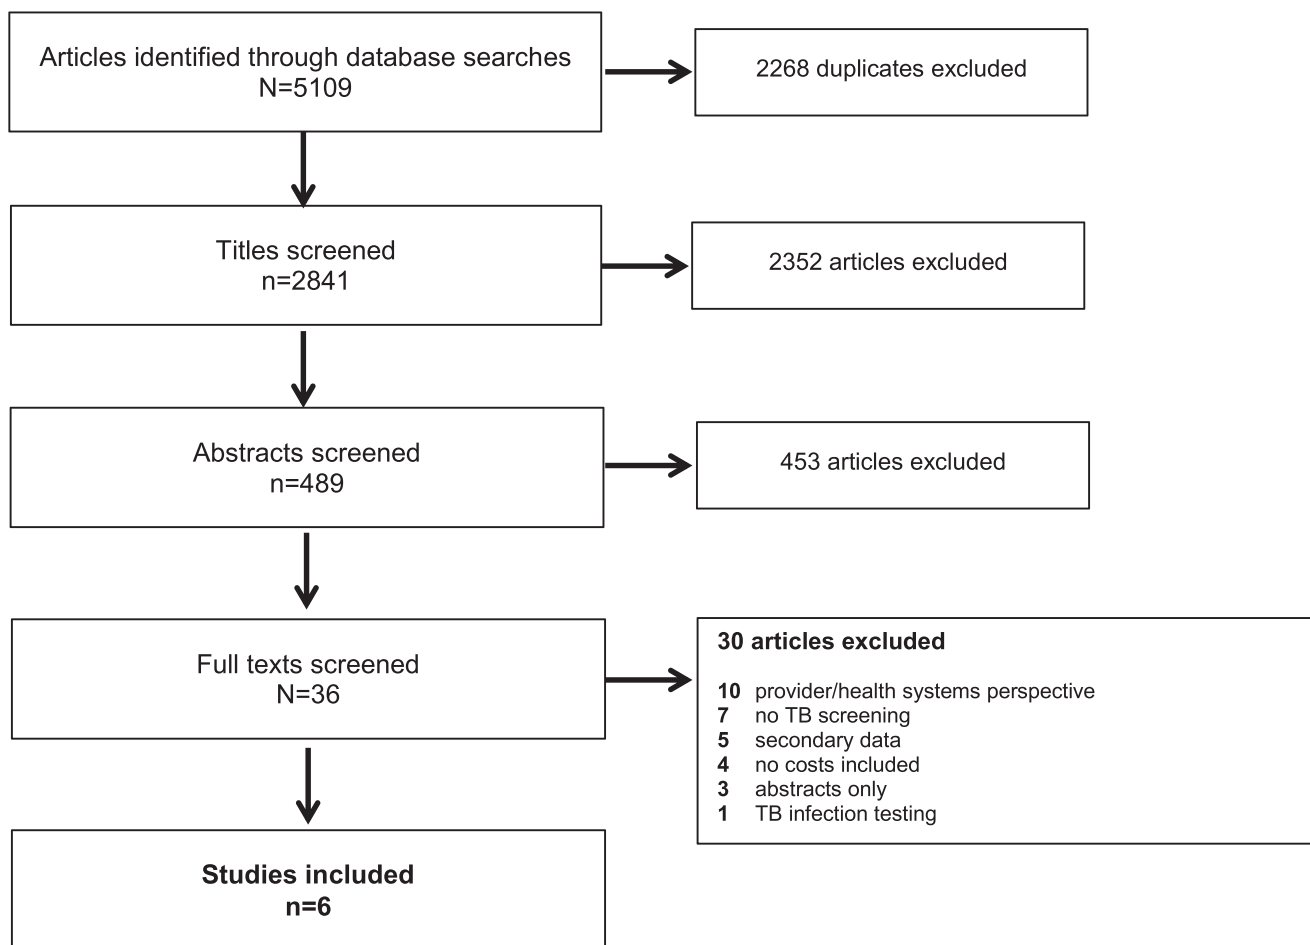 Articles identified through database searches
N=5109
2268 duplicates excluded
Titles screened
n=2841
2352 articles excluded
Abstracts screened
n=489
453 articles excluded
Full texts screened
N=36
30 articles excluded
10 provider/health systems perspective
7 no TB screening
5 secondary data
4 no costs included
3 abstracts only
1 TB infection testing
Studies included
n=6